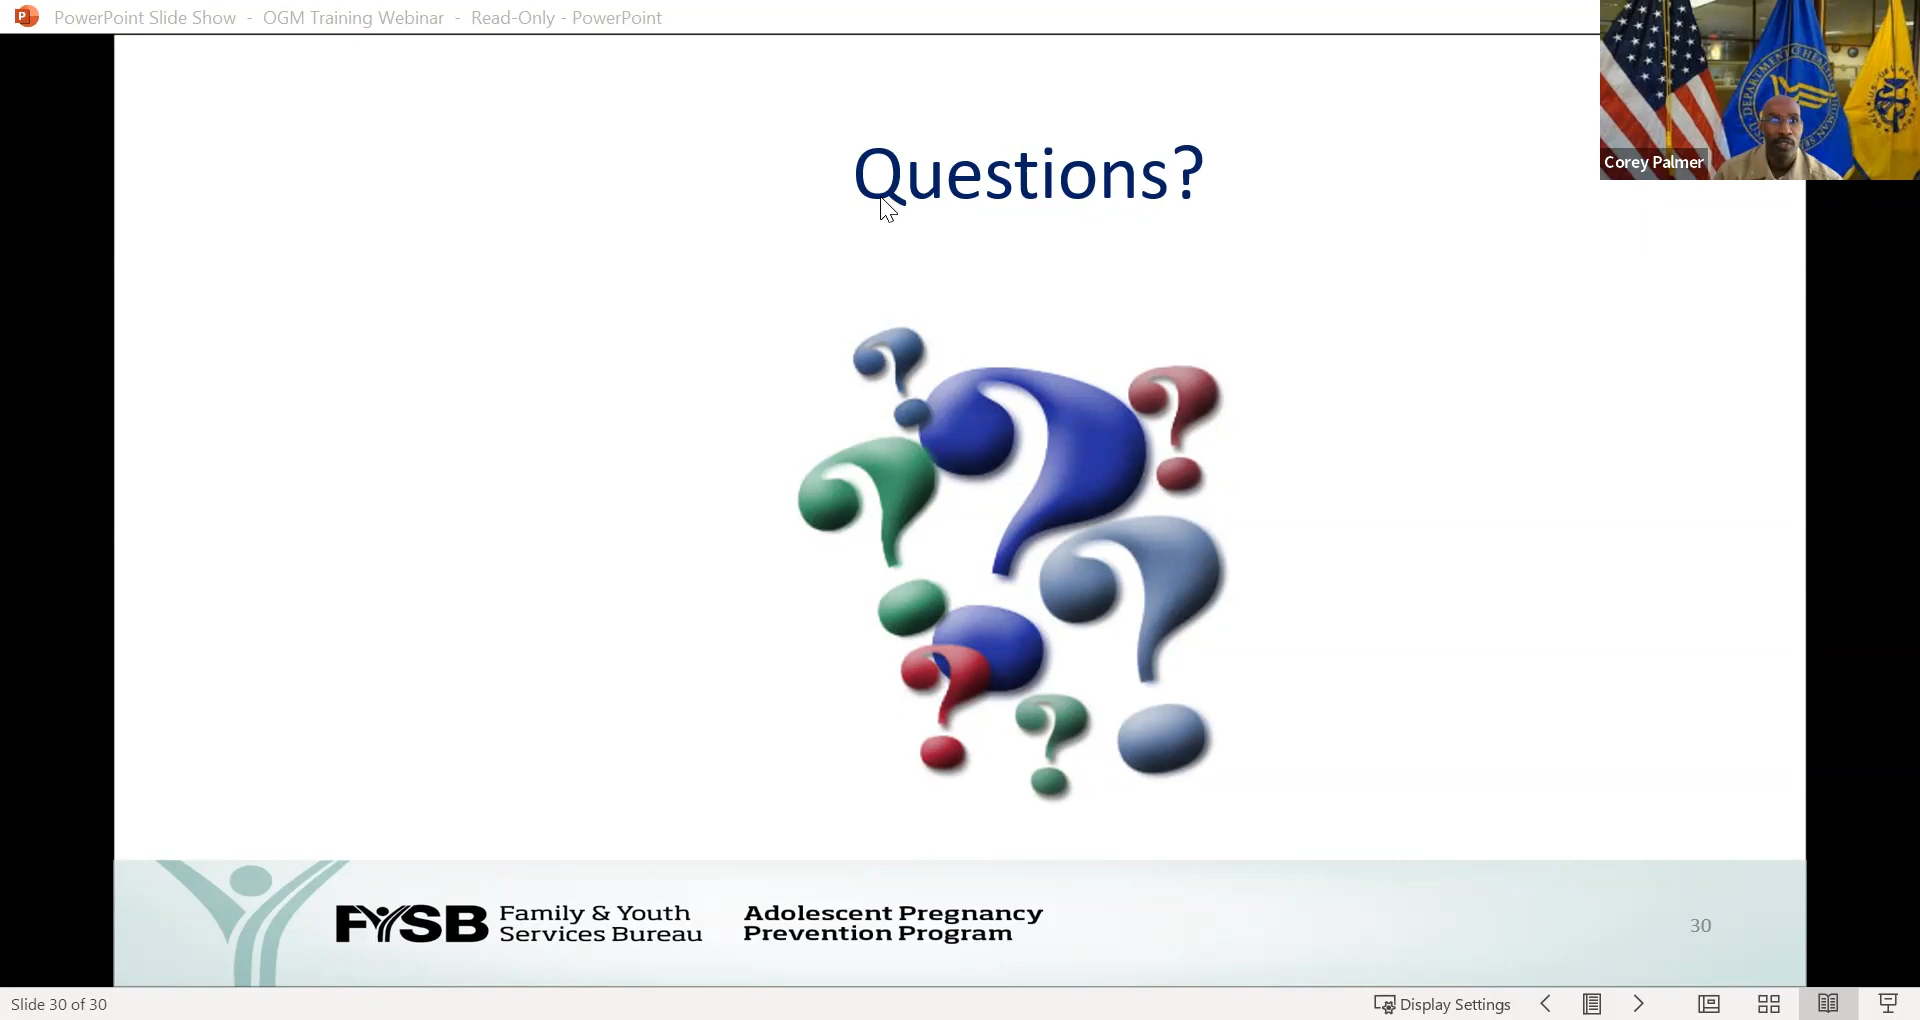 PowerPoint Slide Show - OGM Training Webinar - Read-Only - PowerPoint
Corey Palmer
Questions?
FYSB Family & Youth
Services Bureau
Adolescent Pregnancy
Prevention Program
30
Slide 30 of 30
Display Settings